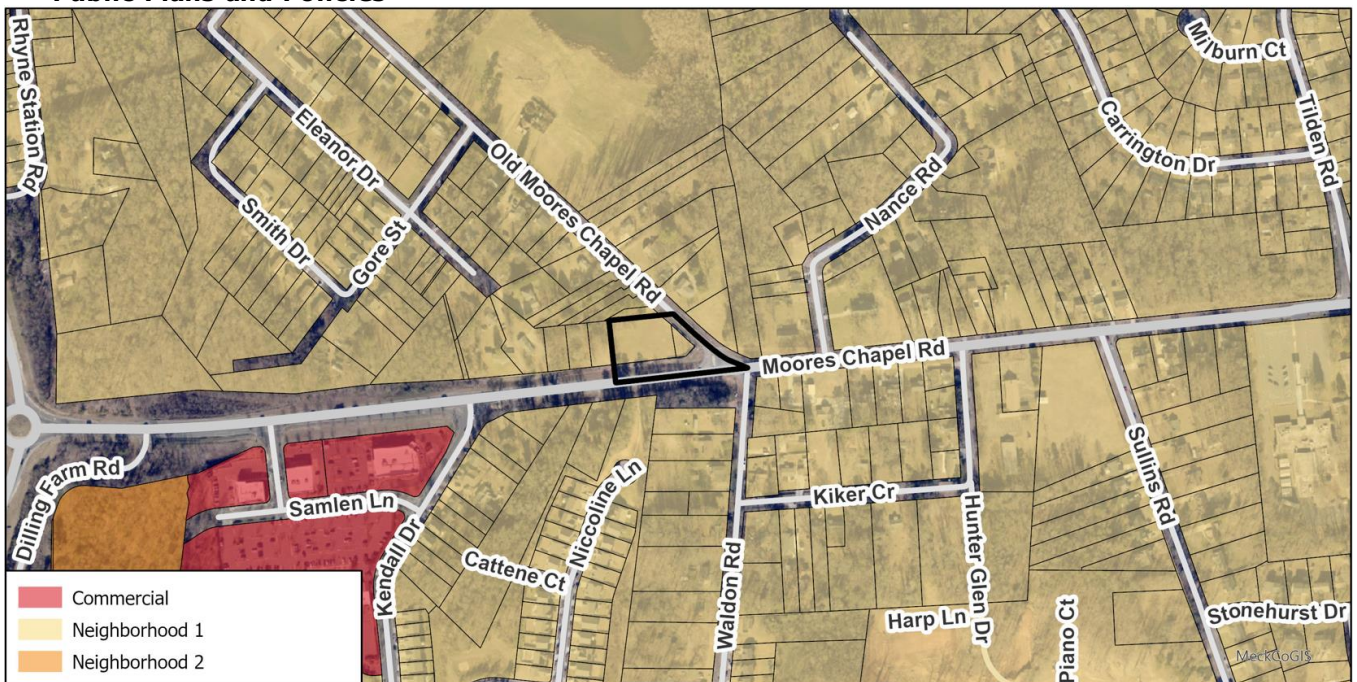 Public Plans and Policies
Rhyne Station Rd
Eleanor Dr
Smith Dr
Gore St
Old Moores Chapel Rd
Nance Rd
Milburn Ct
Carrington Dr
Tilden Rd
Moores Chapel Rd
Dilling Farm Rd
Samlen Ln
Kendall Dr
Cattene Ct
Niccoline Ln
Waldon Rd
Kiker Cr
Hunter Glen Dr
Harp Ln
Piano Ct
Sullins Rd
Stonehurst Dr
Commercial
Neighborhood 1
Neighborhood 2
MeckCoGIS